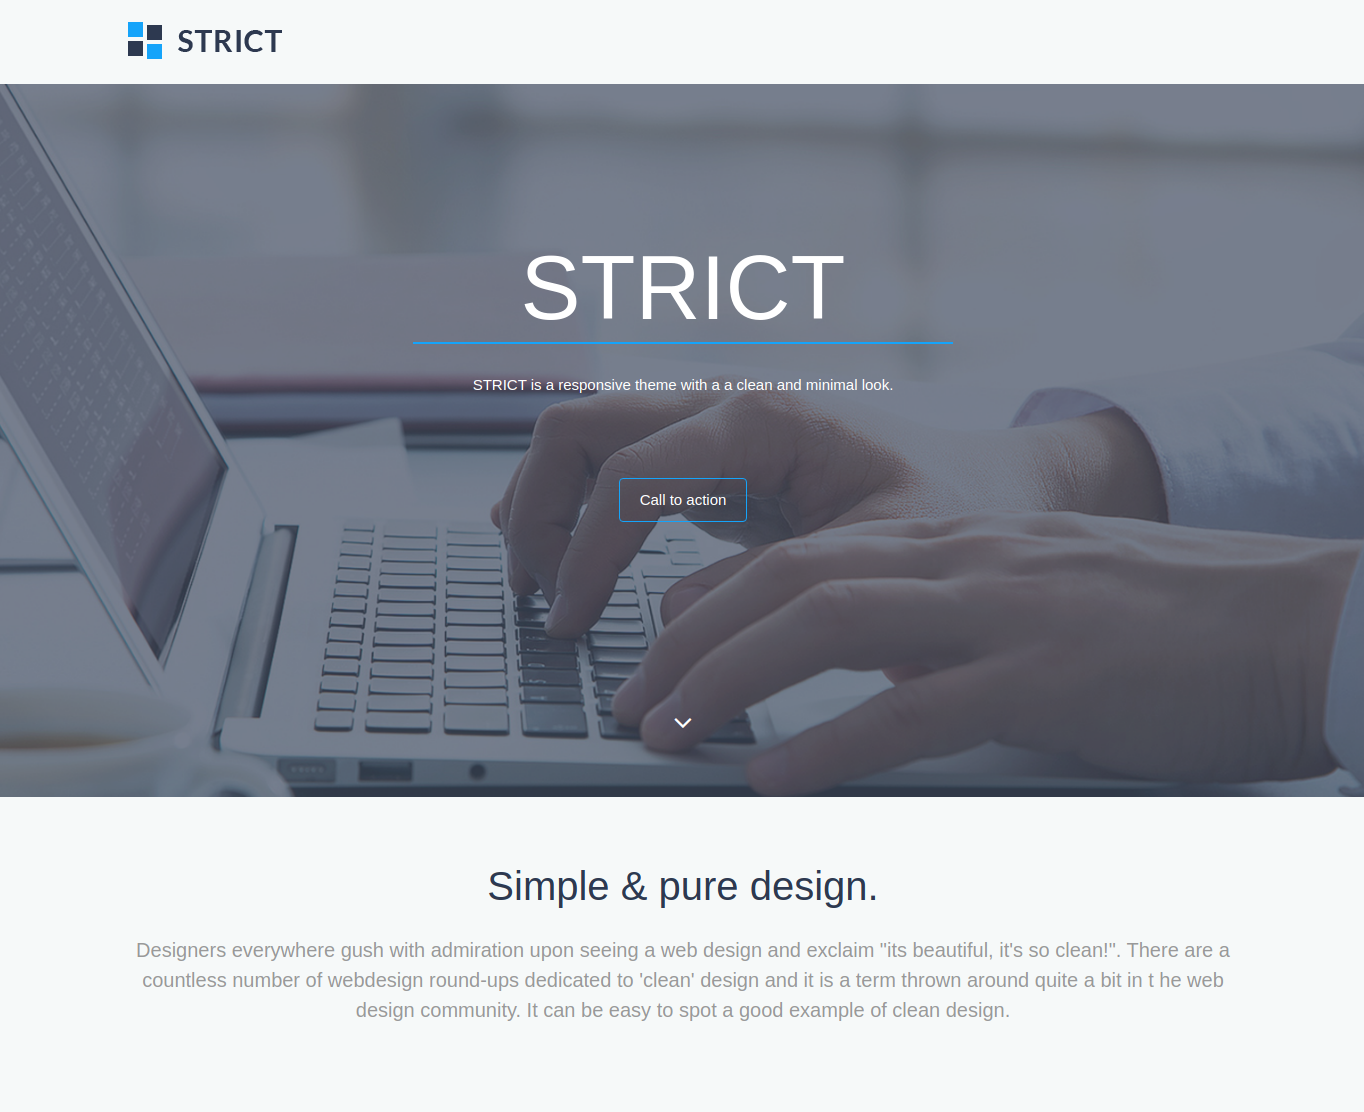 STRICT
STRICT
STRICT is a responsive theme with a a clean and minimal look.
Call to action
Simple & pure design.
Designers everywhere gush with admiration upon seeing a web design and exclaim "its beautiful, it's so clean!". There are a
countless number of webdesign round-ups dedicated to 'clean' design and it is a term thrown around quite a bit in t he web
design community. It can be easy to spot a good example of clean design.